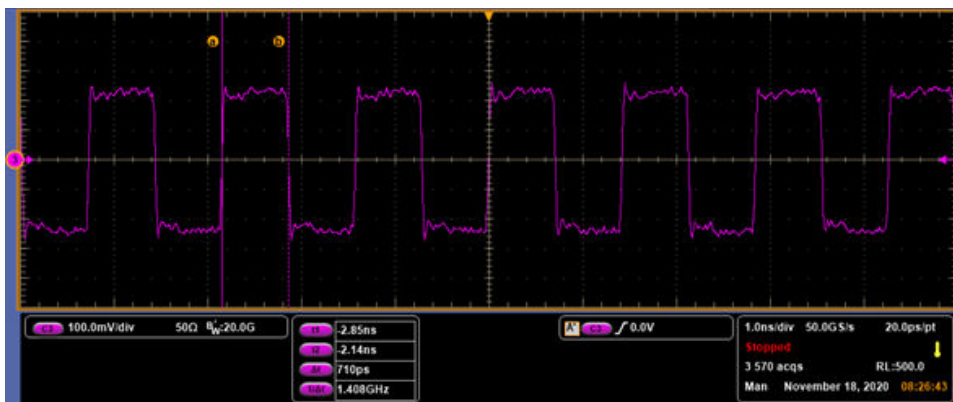 a b
3
C3 100.0mV/div 50Ω BW:20.0G
t1 -2.85ns
t2 -2.14ns
Δt 710ps
1/Δt 1.408GHz
A' C3 0.0V
1.0ns/div 50.0GS/s 20.0ps/pt
Stopped
3 570 acqs RL:500.0
Man November 18, 2020 08:26:43